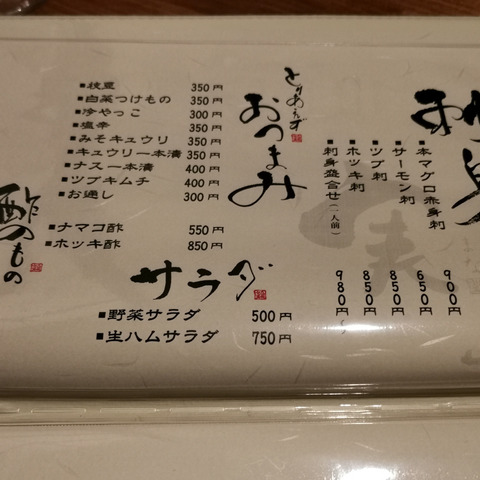 お刺身
■本マグロ赤身刺 900円
■サーモン刺 650円
■ツブ刺 850円
■ホッキ刺 850円
■刺身盛合せ(一人前) 980円〜
とりあえず
おつまみ
■枝豆 350円
■白菜つけもの 350円
■冷やっこ 300円
■塩辛 350円
■みそキュウリ 350円
■キュウリ一本漬 350円
■ナス一本漬 400円
■ツブキムチ 400円
■お通し 300円
酢のもの
■ナマコ酢 550円
■ホッキ酢 850円
サラダ
■野菜サラダ 500円
■生ハムサラダ 750円